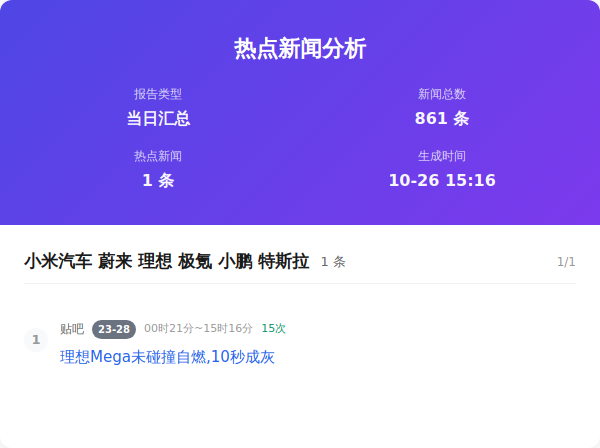 热点新闻分析
报告类型
新闻总数
当日汇总
861 条
热点新闻
生成时间
1 条
10-26 15:16
小米汽车 蔚来 理想 极氪 小鹏 特斯拉 1 条 1/1
1 贴吧 23-28 00时21分~15时16分 15次
理想Mega未碰撞自燃,10秒成灰